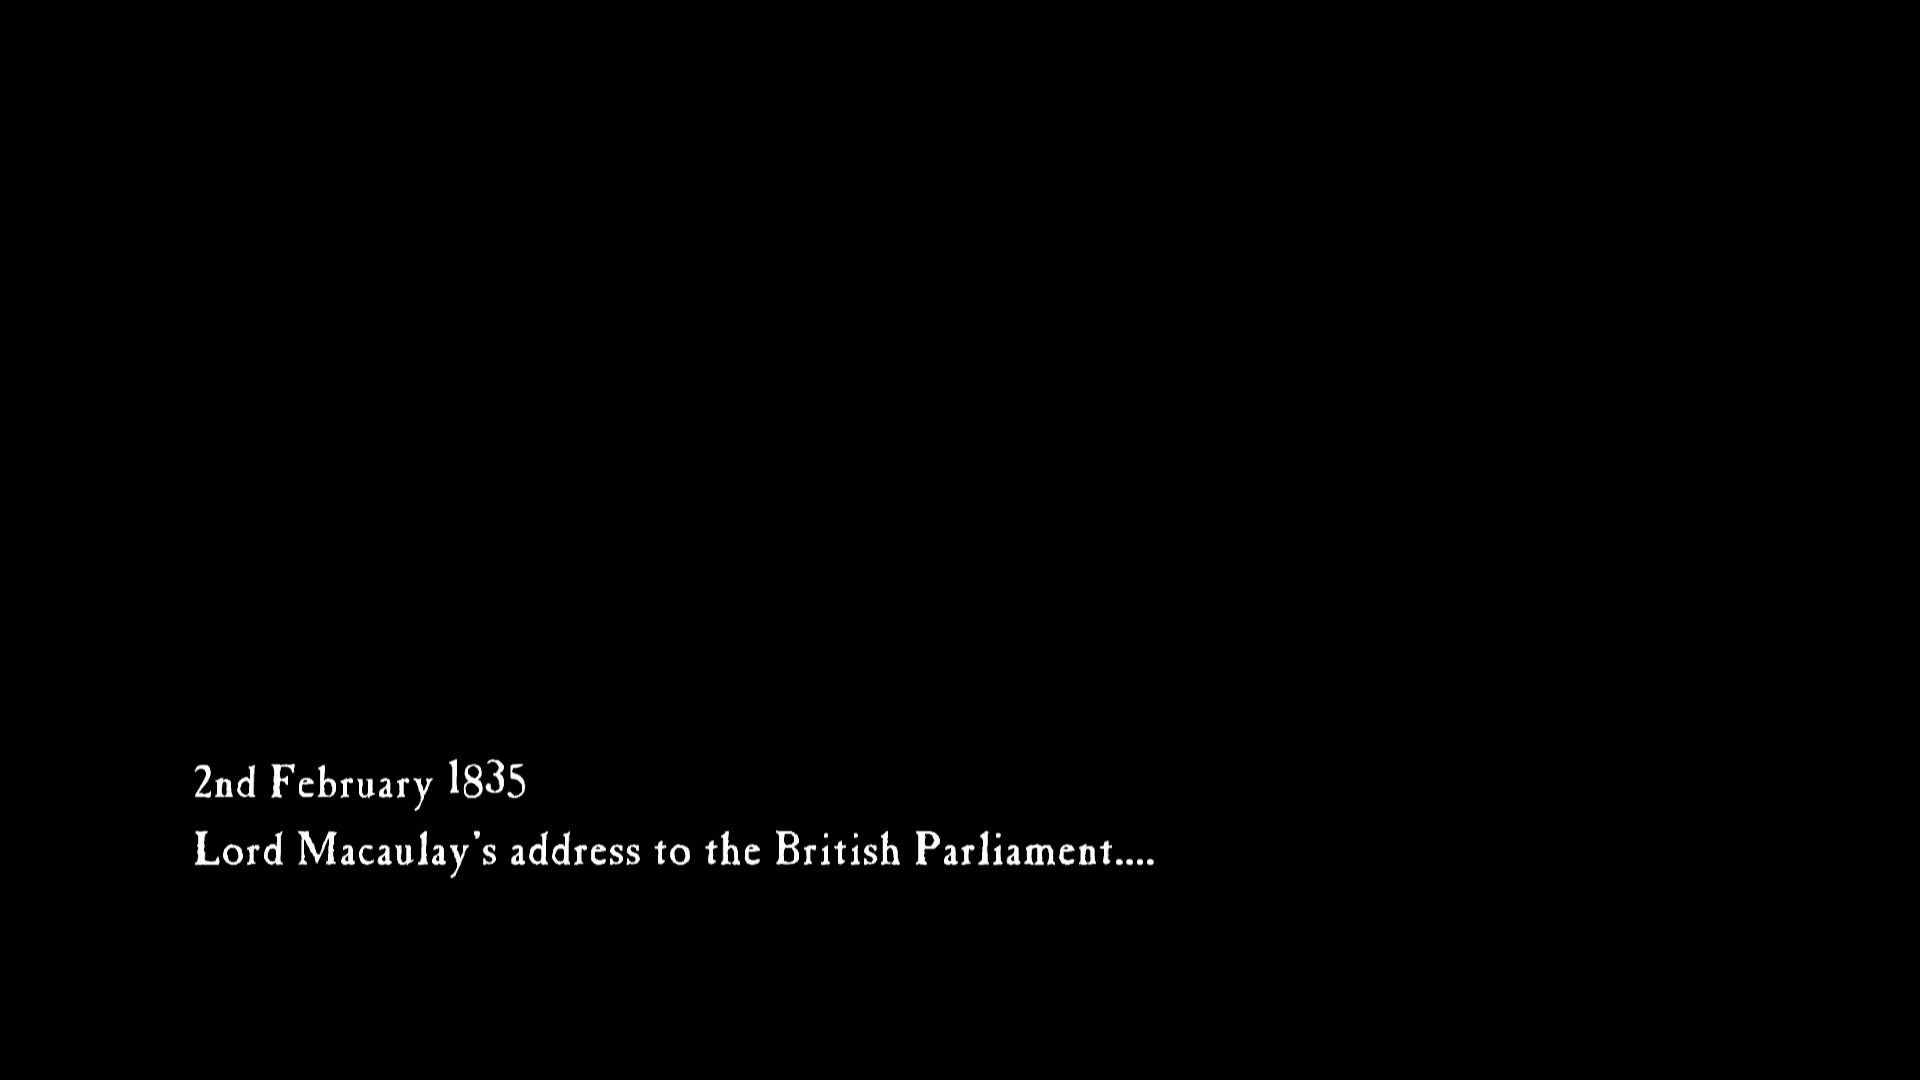 2nd February 1835
Lord Macaulay's address to the British Parliament....